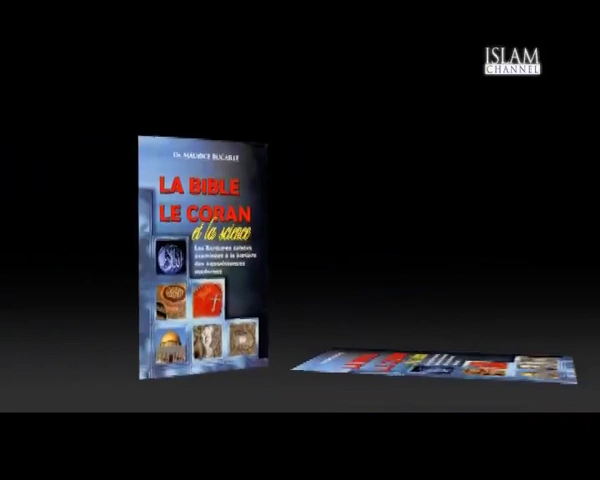 ISLAM
CHANNEL
Dr. MAURICE BUCAILLE
LA BIBLE
LE CORAN
et la science
Les Écritures saintes
examinées à la lumière
des connaissances
modernes